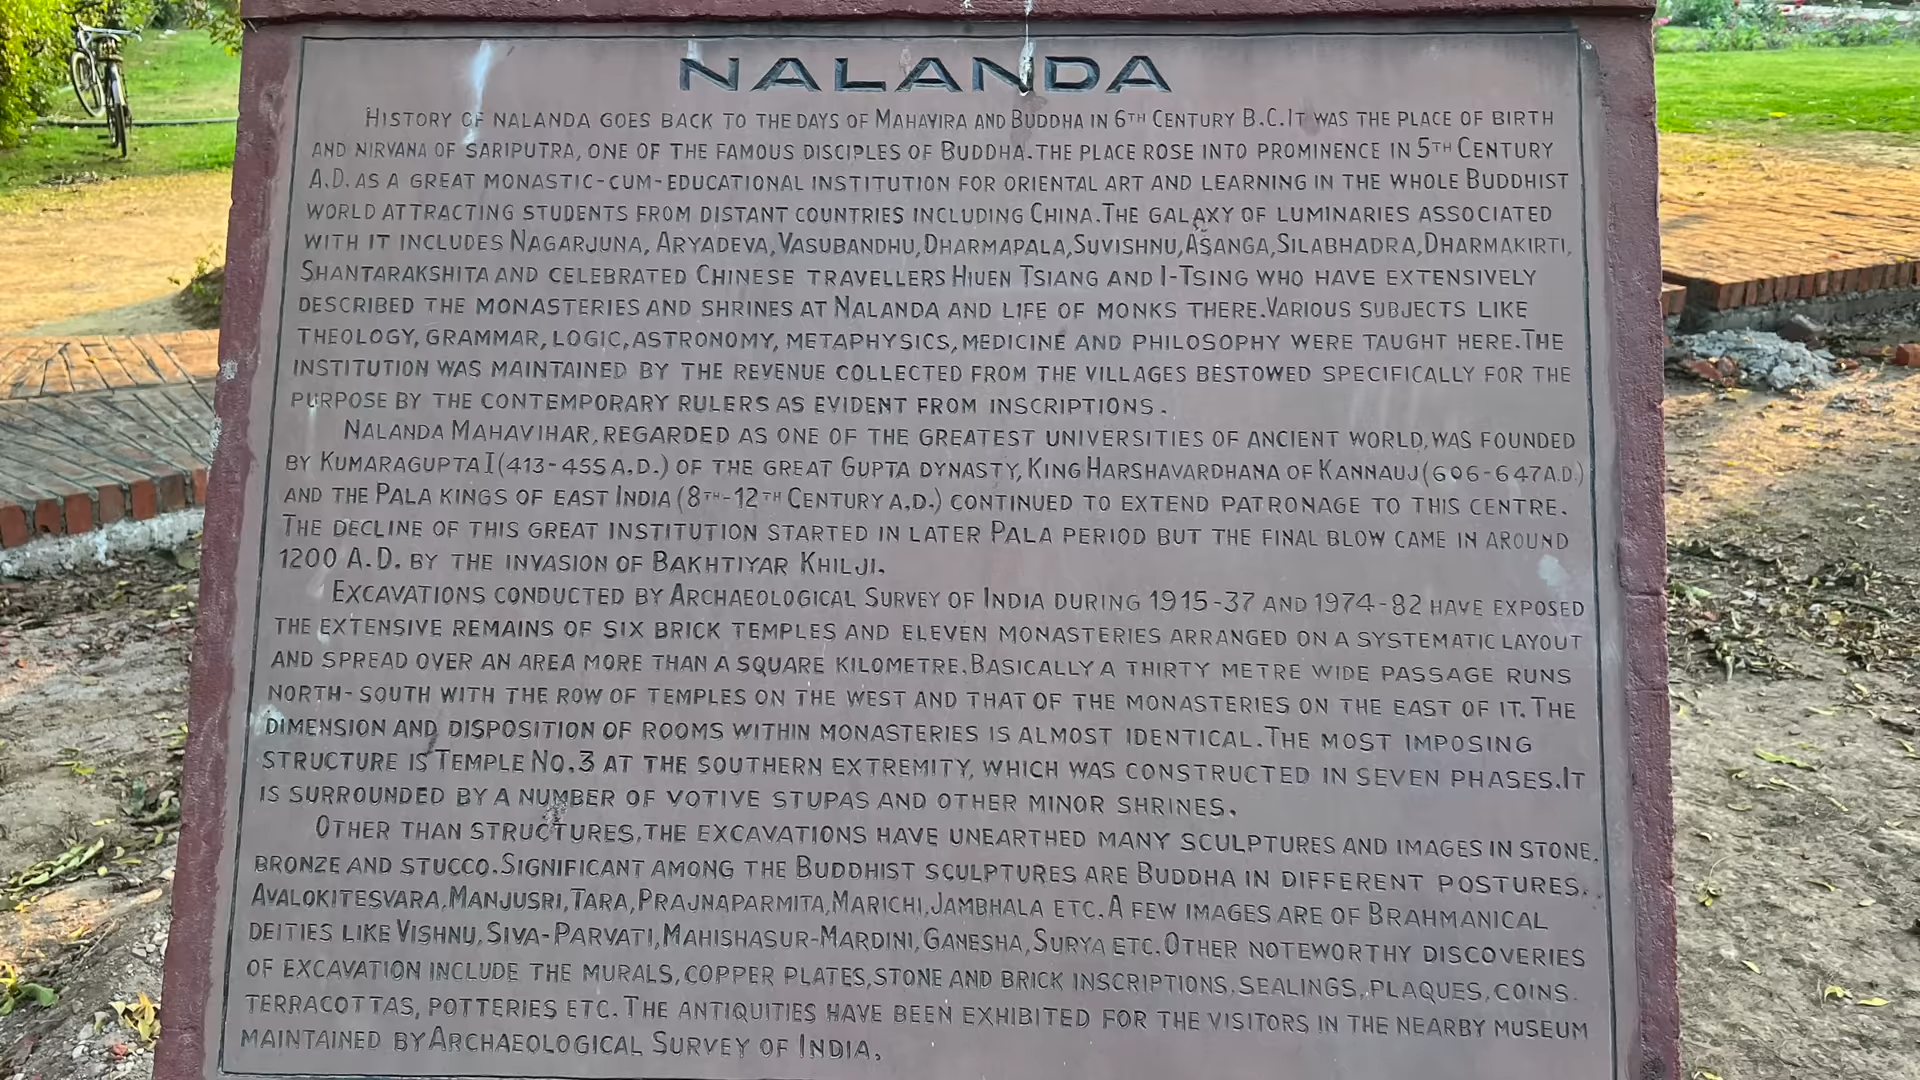 NALANDA
HISTORY OF NALANDA GOES BACK TO THE DAYS OF MAHAVIRA AND BUDDHA IN 6TH CENTURY B.C.IT WAS THE PLACE OF BIRTH
AND NIRVANA OF SARIPUTRA, ONE OF THE FAMOUS DISCIPLES OF BUDDHA.THE PLACE ROSE INTO PROMINENCE IN 5TH CENTURY
A.D. AS A GREAT MONASTIC-CUM-EDUCATIONAL INSTITUTION FOR ORIENTAL ART AND LEARNING IN THE WHOLE BUDDHIST
WORLD ATTRACTING STUDENTS FROM DISTANT COUNTRIES INCLUDING CHINA.THE GALAXY OF LUMINARIES ASSOCIATED
WITH IT INCLUDES NAGARJUNA, ARYADEVA,VASUBANDHU,DHARMAPALA,SUVISHNU,ASANGA,SILABHADRA,DHARMAKIRTI,
SHANTARAKSHITA AND CELEBRATED CHINESE TRAVELLERS HIUEN TSIANG AND I-TSING WHO HAVE EXTENSIVELY
DESCRIBED THE MONASTERIES AND SHRINES AT NALANDA AND LIFE OF MONKS THERE.VARIOUS SUBJECTS LIKE
THEOLOGY, GRAMMAR, LOGIC,ASTRONOMY, METAPHYSICS,MEDICINE AND PHILOSOPHY WERE TAUGHT HERE.THE
INSTITUTION WAS MAINTAINED BY THE REVENUE COLLECTED FROM THE VILLAGES BESTOWED SPECIFICALLY FOR THE
PURPOSE BY THE CONTEMPORARY RULERS AS EVIDENT FROM INSCRIPTIONS.
NALANDA MAHAVIHAR,REGARDED AS ONE OF THE GREATEST UNIVERSITIES OF ANCIENT WORLD,WAS FOUNDED
BY KUMARAGUPTA I (413-455 A.D.) OF THE GREAT GUPTA DYNASTY, KING HARSHAVARDHANA OF KANNAUJ (606-647A.D.)
AND THE PALA KINGS OF EAST INDIA (8TH-12TH CENTURY A.D.) CONTINUED TO EXTEND PATRONAGE TO THIS CENTRE.
THE DECLINE OF THIS GREAT INSTITUTION STARTED IN LATER PALA PERIOD BUT THE FINAL BLOW CAME IN AROUND
1200 A.D. BY THE INVASION OF BAKHTIYAR KHILJI.
EXCAVATIONS CONDUCTED BY ARCHAEOLOGICAL SURVEY OF INDIA DURING 1915-37 AND 1974-82 HAVE EXPOSED
THE EXTENSIVE REMAINS OF SIX BRICK TEMPLES AND ELEVEN MONASTERIES ARRANGED ON A SYSTEMATIC LAYOUT
AND SPREAD OVER AN AREA MORE THAN A SQUARE KILOMETRE.BASICALLY A THIRTY METRE WIDE PASSAGE RUNS
NORTH-SOUTH WITH THE ROW OF TEMPLES ON THE WEST AND THAT OF THE MONASTERIES ON THE EAST OF IT. THE
DIMENSION AND DISPOSITION OF ROOMS WITHIN MONASTERIES IS ALMOST IDENTICAL.THE MOST IMPOSING
STRUCTURE IS TEMPLE NO.3 AT THE SOUTHERN EXTREMITY, WHICH WAS CONSTRUCTED IN SEVEN PHASES.IT
IS SURROUNDED BY A NUMBER OF VOTIVE STUPAS AND OTHER MINOR SHRINES.
OTHER THAN STRUCTURES,THE EXCAVATIONS HAVE UNEARTHED MANY SCULPTURES AND IMAGES IN STONE,
BRONZE AND STUCCO.SIGNIFICANT AMONG THE BUDDHIST SCULPTURES ARE BUDDHA IN DIFFERENT POSTURES,
AVALOKITESVARA,MANJUSRI,TARA,PRAJNAPARMITA,MARICHI,JAMBHALA ETC. A FEW IMAGES ARE OF BRAHMANICAL
DEITIES LIKE VISHNU, SIVA-PARVATI,MAHISHASUR-MARDINI,GANESHA,SURYA ETC.OTHER NOTEWORTHY DISCOVERIES
OF EXCAVATION INCLUDE THE MURALS, COPPER PLATES, STONE AND BRICK INSCRIPTIONS, SEALINGS, PLAQUES, COINS
TERRACOTTAS, POTTERIES ETC. THE ANTIQUITIES HAVE BEEN EXHIBITED FOR THE VISITORS IN THE NEARBY MUSEUM
MAINTAINED BY ARCHAEOLOGICAL SURVEY OF INDIA.